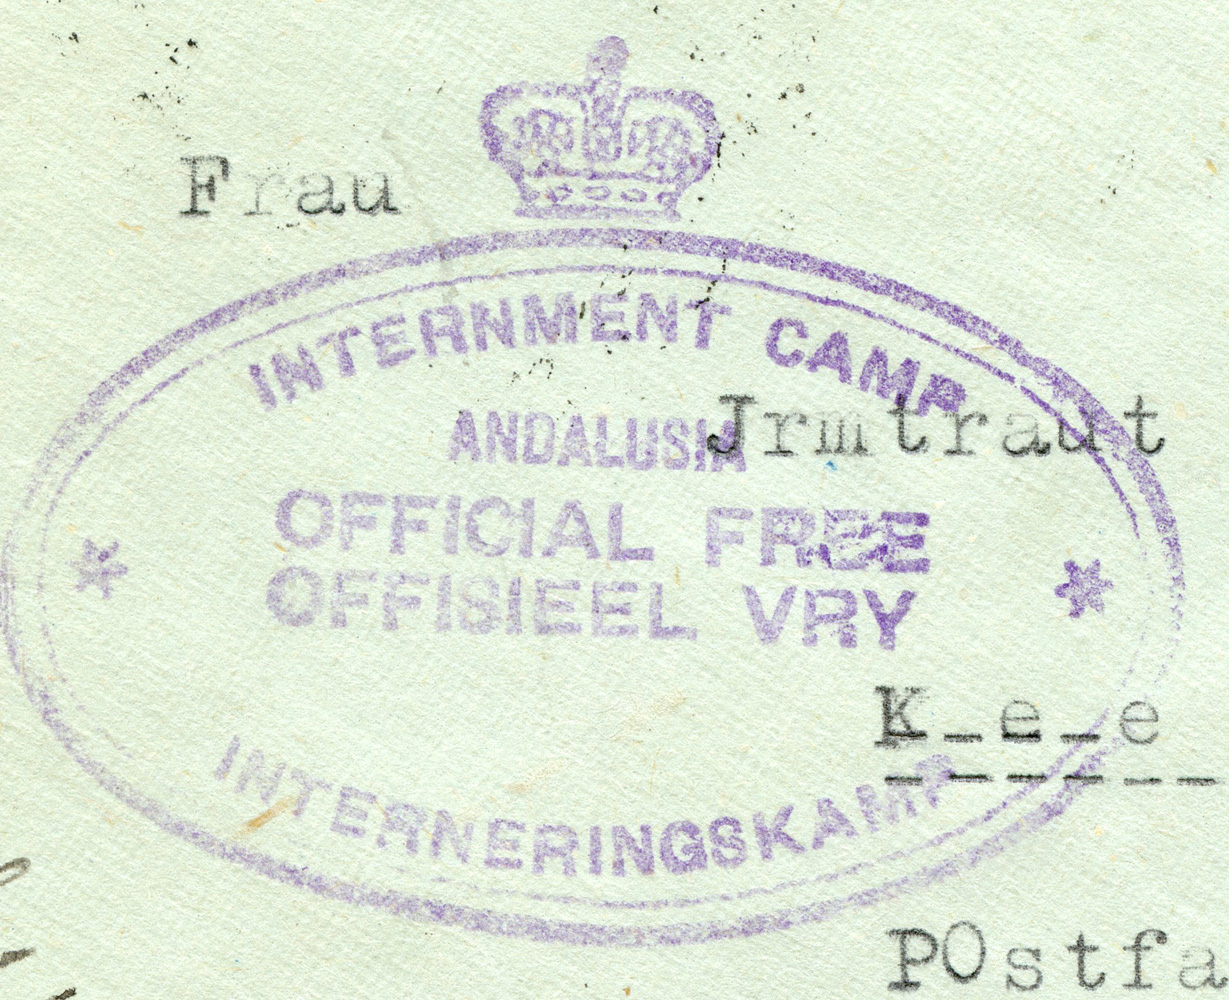 Frau
INTERNMENT CAMP
ANDALUSIA
Jrmtraut
OFFICIAL FREE
OFFISIEEL VRY
K_e_e
INTERNERINGSKAMP
POstfa